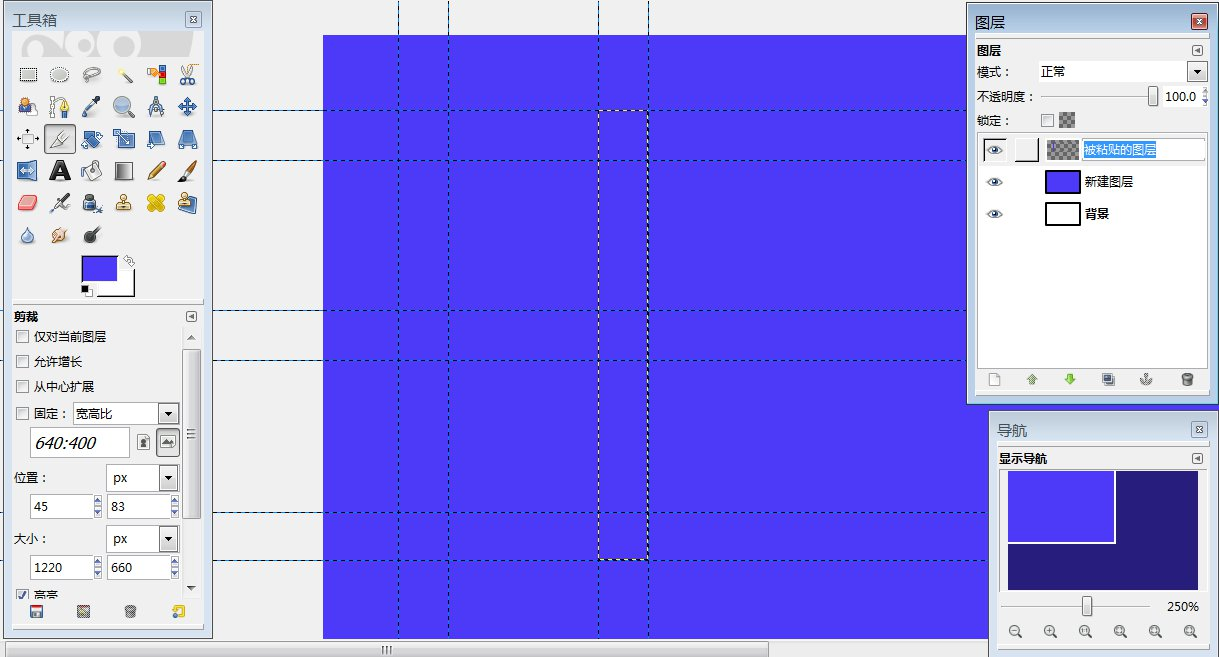 工具箱
剪裁
仅对当前图层
允许增长
从中心扩展
固定： 宽高比
640:400
位置： px
45 83
大小： px
1220 660
高亮
图层
图层
模式： 正常
不透明度： 100.0
锁定：
被粘贴的图层
新建图层
背景
导航
显示导航
250%